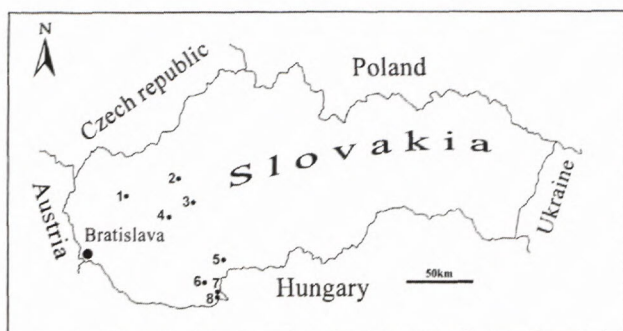 N
Czech republic
Poland
Slovakia
Ukraine
Austria
1
2
3
4
Bratislava
5
6
7
8
50km
Hungary